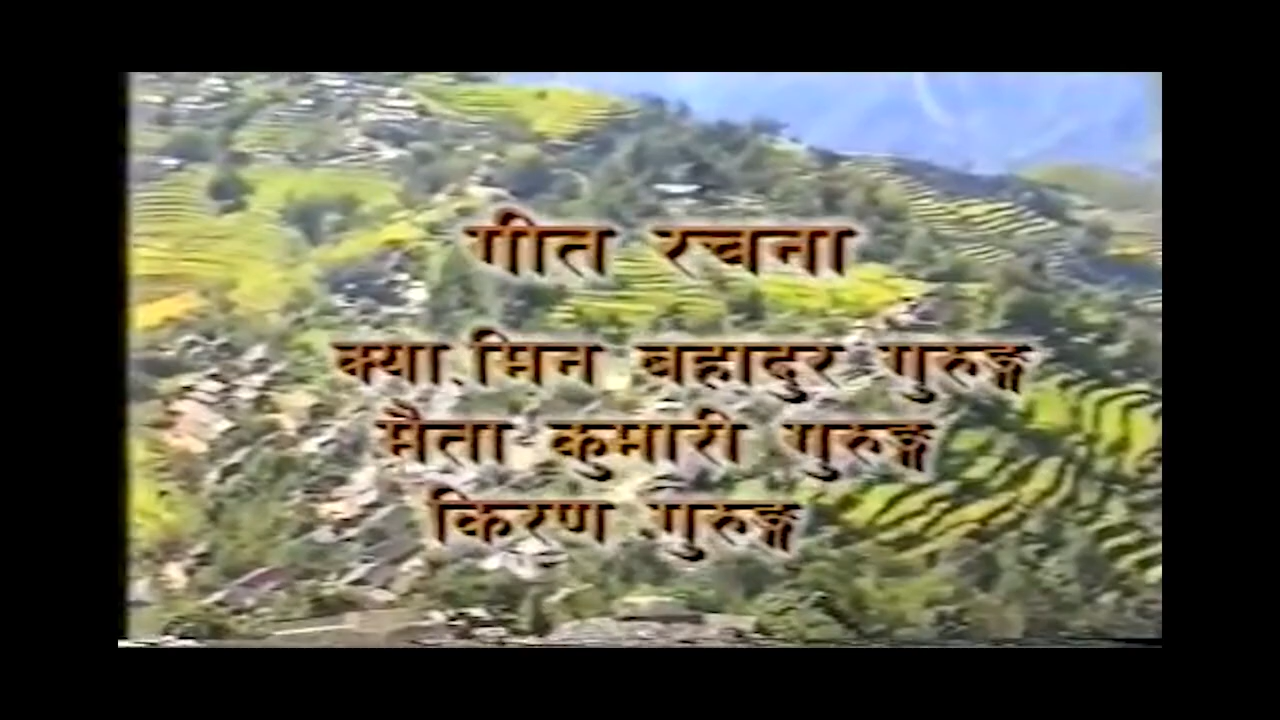 गीत रचना
क्या. मिन बहादुर गुरुङ्ग
मैता कुमारी गुरुङ्ग
किरण गुरुङ्ग